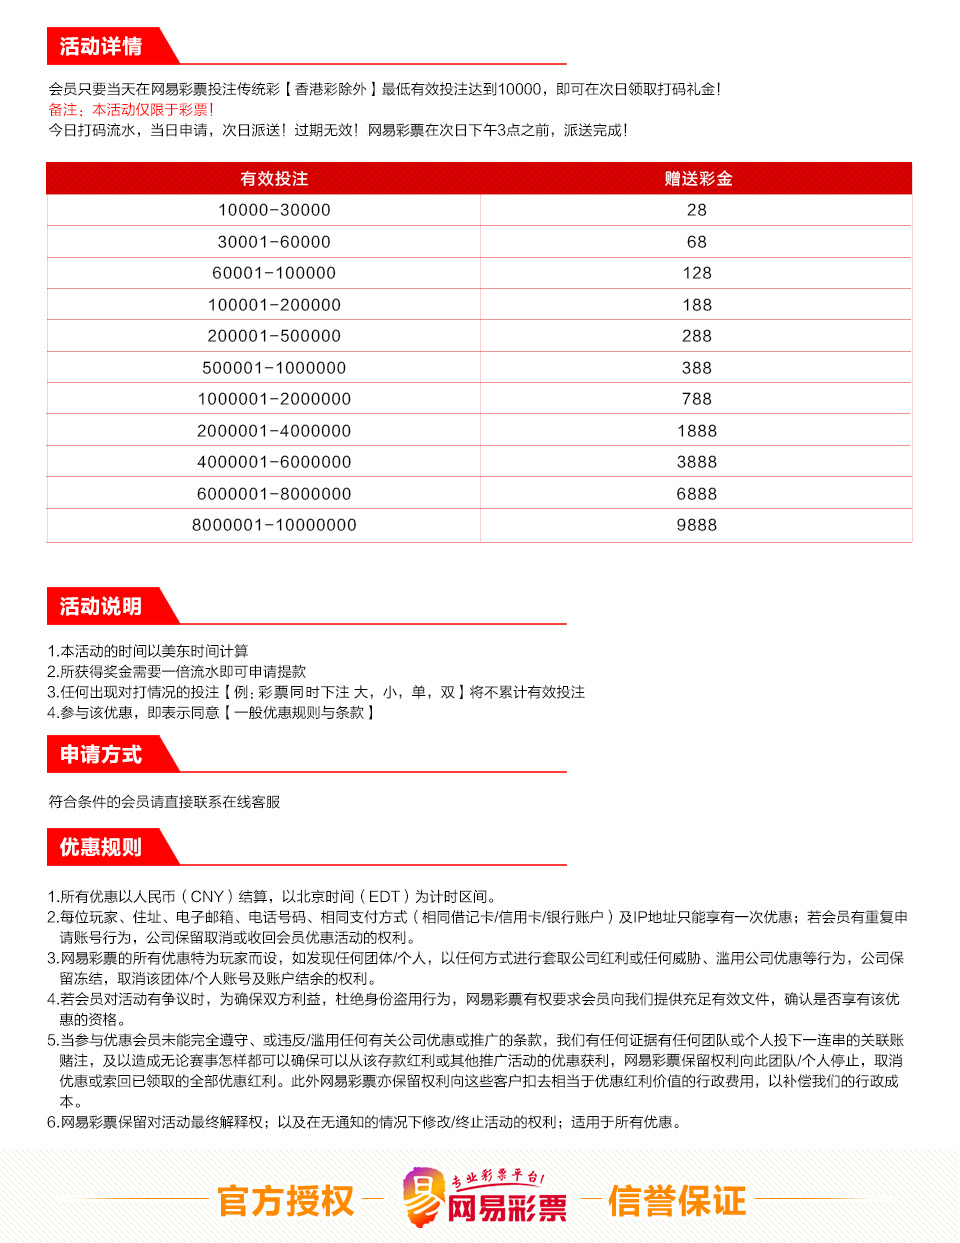 活动详情
会员只要当天在网易彩票投注传统彩【香港彩除外】最低有效投注达到10000，即可在次日领取打码礼金！
备注：本活动仅限于彩票！
今日打码流水，当日申请，次日派送！过期无效！网易彩票在次日下午3点之前，派送完成！
有效投注 赠送彩金
10000-30000 28
30001-60000 68
60001-100000 128
100001-200000 188
200001-500000 288
500001-1000000 388
1000001-2000000 788
2000001-4000000 1888
4000001-6000000 3888
6000001-8000000 6888
8000001-10000000 9888
活动说明
1.本活动的时间以美东时间计算
2.所获得奖金需要一倍流水即可申请提款
3.任何出现对打情况的投注【例；彩票同时下注 大，小，单，双】将不累计有效投注
4.参与该优惠，即表示同意【一般优惠规则与条款】
申请方式
符合条件的会员请直接联系在线客服
优惠规则
1.所有优惠以人民币（CNY）结算，以北京时间（EDT）为计时区间。
2.每位玩家、住址、电子邮箱、电话号码、相同支付方式（相同借记卡/信用卡/银行账户）及IP地址只能享有一次优惠；若会员有重复申
请账号行为，公司保留取消或收回会员优惠活动的权利。
3.网易彩票的所有优惠特为玩家而设，如发现任何团体/个人，以任何方式进行套取公司红利或任何威胁、滥用公司优惠等行为，公司保
留冻结，取消该团体/个人账号及账户结余的权利。
4.若会员对活动有争议时，为确保双方利益，杜绝身份盗用行为，网易彩票有权要求会员向我们提供充足有效文件，确认是否享有该优
惠的资格。
5.当参与优惠会员未能完全遵守、或违反/滥用任何有关公司优惠或推广的条款，我们有任何证据有任何团队或个人投下一连串的关联账
赌注，及以造成无论赛事怎样都可以确保可以从该存款红利或其他推广活动的优惠获利，网易彩票保留权利向此团队/个人停止，取消
优惠或索回已领取的全部优惠红利。此外网易彩票亦保留权利向这些客户扣去相当于优惠红利价值的行政费用，以补偿我们的行政成
本。
6.网易彩票保留对活动最终解释权；以及在无通知的情况下修改/终止活动的权利；适用于所有优惠。
官方授权 易 专业彩票平台！ 网易彩票 信誉保证